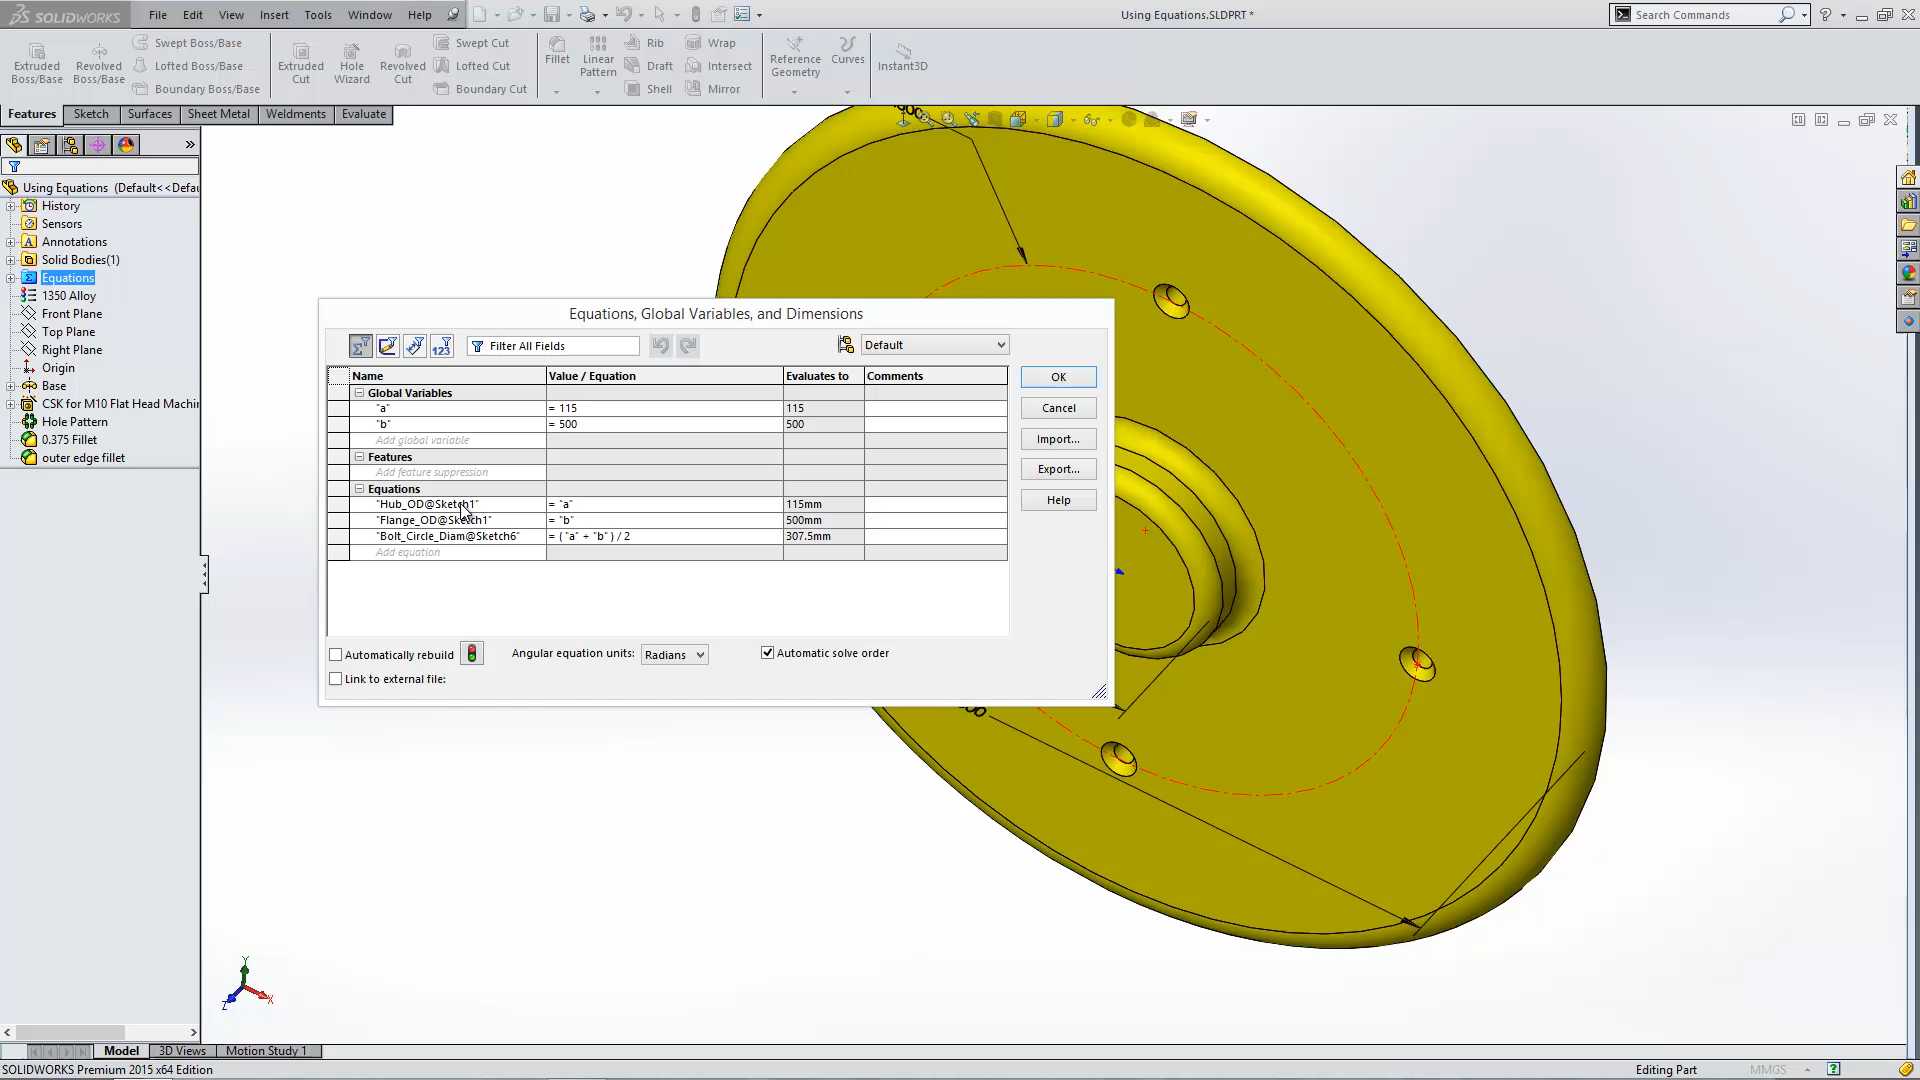 SOLIDWORKS File Edit View Insert Tools Window Help
Using Equations.SLDPRT *
Search Commands
Extruded Boss/Base
Revolved Boss/Base
Swept Boss/Base
Lofted Boss/Base
Boundary Boss/Base
Extruded Cut
Hole Wizard
Revolved Cut
Swept Cut
Lofted Cut
Boundary Cut
Fillet
Linear Pattern
Rib
Draft
Shell
Wrap
Intersect
Mirror
Reference Geometry
Curves
Instant3D
Features Sketch Surfaces Sheet Metal Weldments Evaluate
Using Equations (Default<<Defau
History
Sensors
Annotations
Solid Bodies(1)
Equations
1350 Alloy
Front Plane
Top Plane
Right Plane
Origin
Base
CSK for M10 Flat Head Machin
Hole Pattern
0.375 Fillet
outer edge fillet
Equations, Global Variables, and Dimensions
Filter All Fields
Default
Name Value / Equation Evaluates to Comments
Global Variables
"a" = 115 115
"b" = 500 500
Add global variable
Features
Add feature suppression
Equations
"Hub_OD@Sketch1" = "a" 115mm
"Flange_OD@Sketch1" = "b" 500mm
"Bolt_Circle_Diam@Sketch6" = ( "a" + "b" ) / 2 307.5mm
Add equation
OK
Cancel
Import...
Export...
Help
Automatically rebuild
Angular equation units: Radians
Automatic solve order
Link to external file:
Y
X
Z
Model 3D Views Motion Study 1
SOLIDWORKS Premium 2015 x64 Edition
Editing Part
MMGS